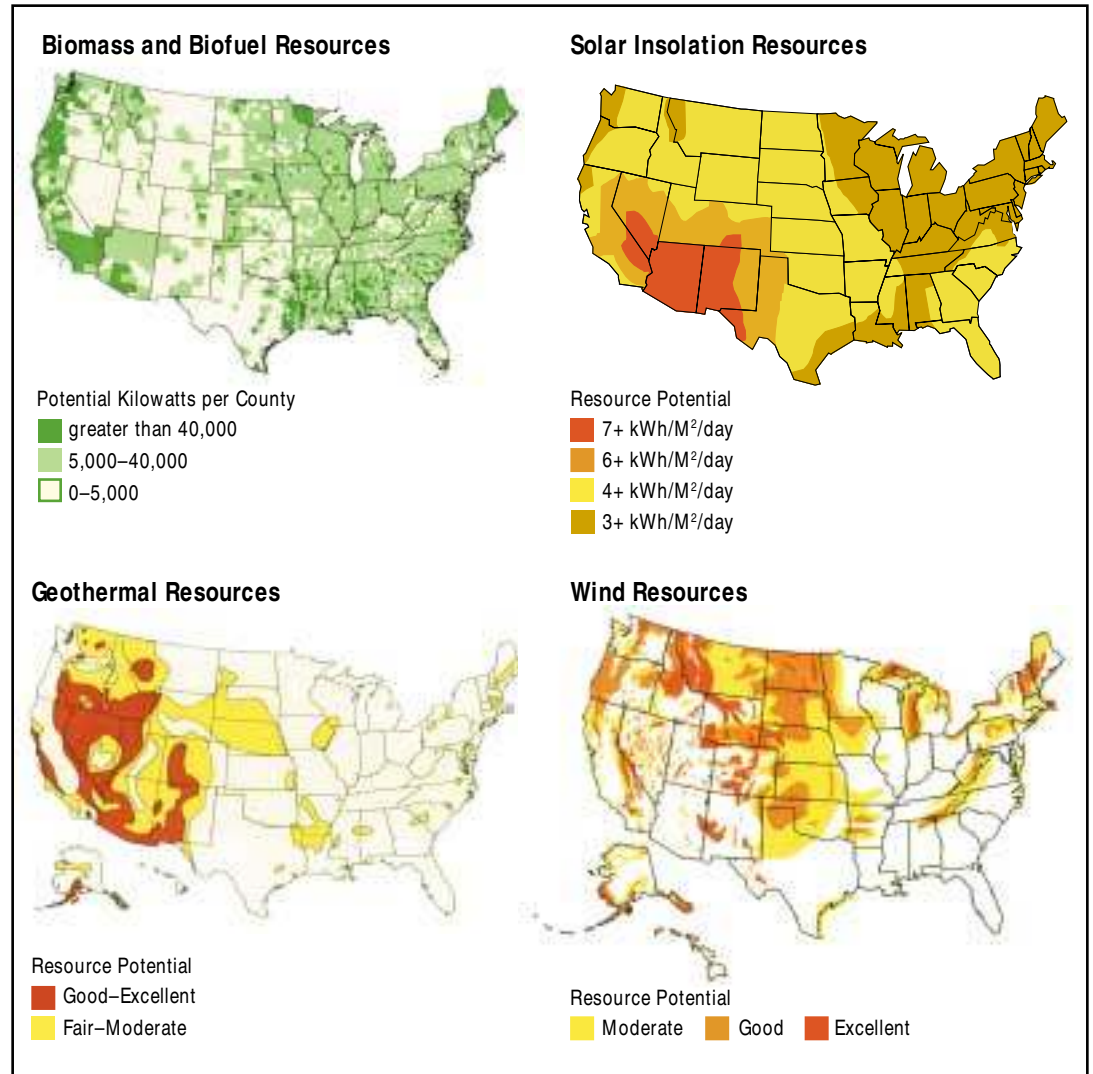 Biomass and Biofuel Resources
Potential Kilowatts per County
greater than 40,000
5,000–40,000
0–5,000
Solar Insolation Resources
Resource Potential
7+ kWh/M²/day
6+ kWh/M²/day
4+ kWh/M²/day
3+ kWh/M²/day
Geothermal Resources
Resource Potential
Good–Excellent
Fair–Moderate
Wind Resources
Resource Potential
Moderate Good Excellent